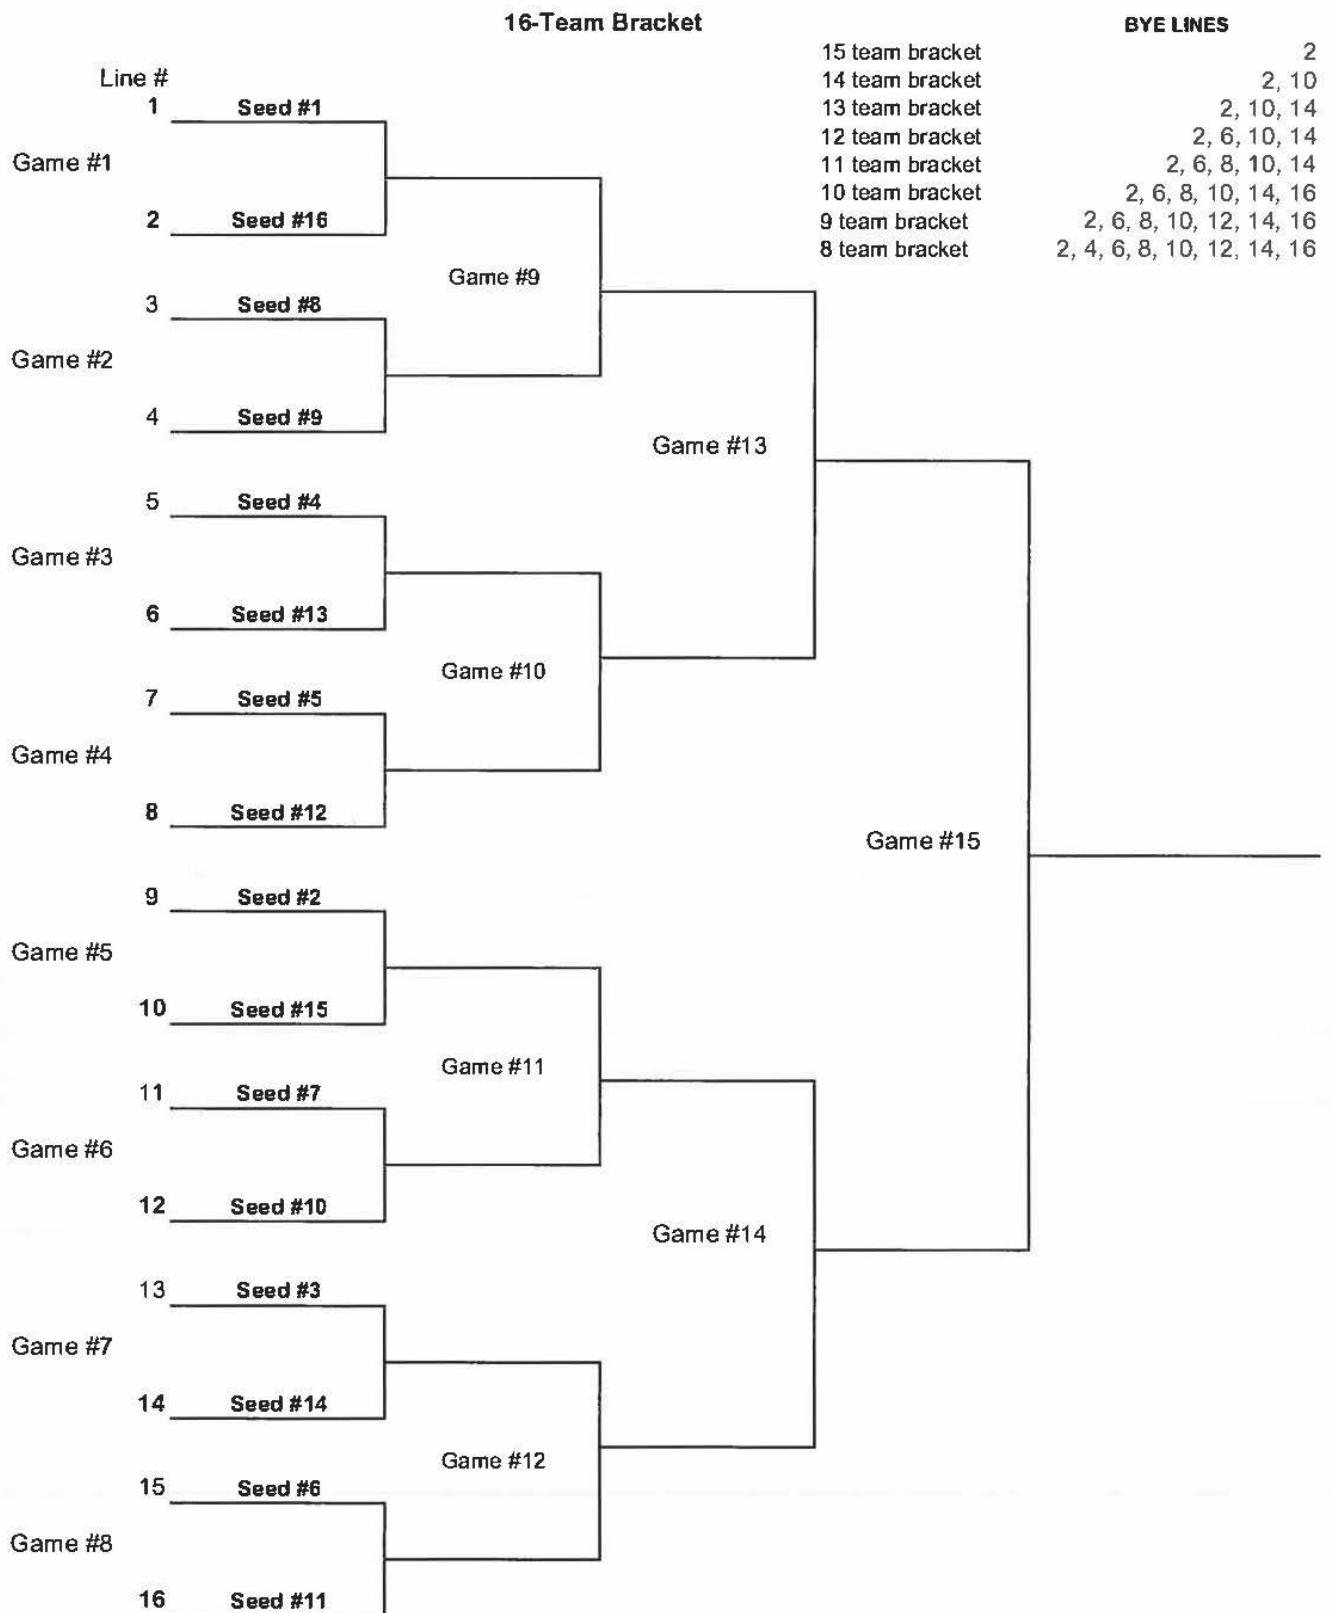 16-Team Bracket
BYE LINES
15 team bracket 2
14 team bracket 2, 10
13 team bracket 2, 10, 14
12 team bracket 2, 6, 10, 14
11 team bracket 2, 6, 8, 10, 14
10 team bracket 2, 6, 8, 10, 14, 16
9 team bracket 2, 6, 8, 10, 12, 14, 16
8 team bracket 2, 4, 6, 8, 10, 12, 14, 16
Line #
1 Seed #1
Game #1
2 Seed #16
Game #9
3 Seed #8
Game #2
4 Seed #9
Game #13
5 Seed #4
Game #3
6 Seed #13
Game #10
7 Seed #5
Game #4
8 Seed #12
Game #15
9 Seed #2
Game #5
10 Seed #15
Game #11
11 Seed #7
Game #6
12 Seed #10
Game #14
13 Seed #3
Game #7
14 Seed #14
Game #12
15 Seed #6
Game #8
16 Seed #11